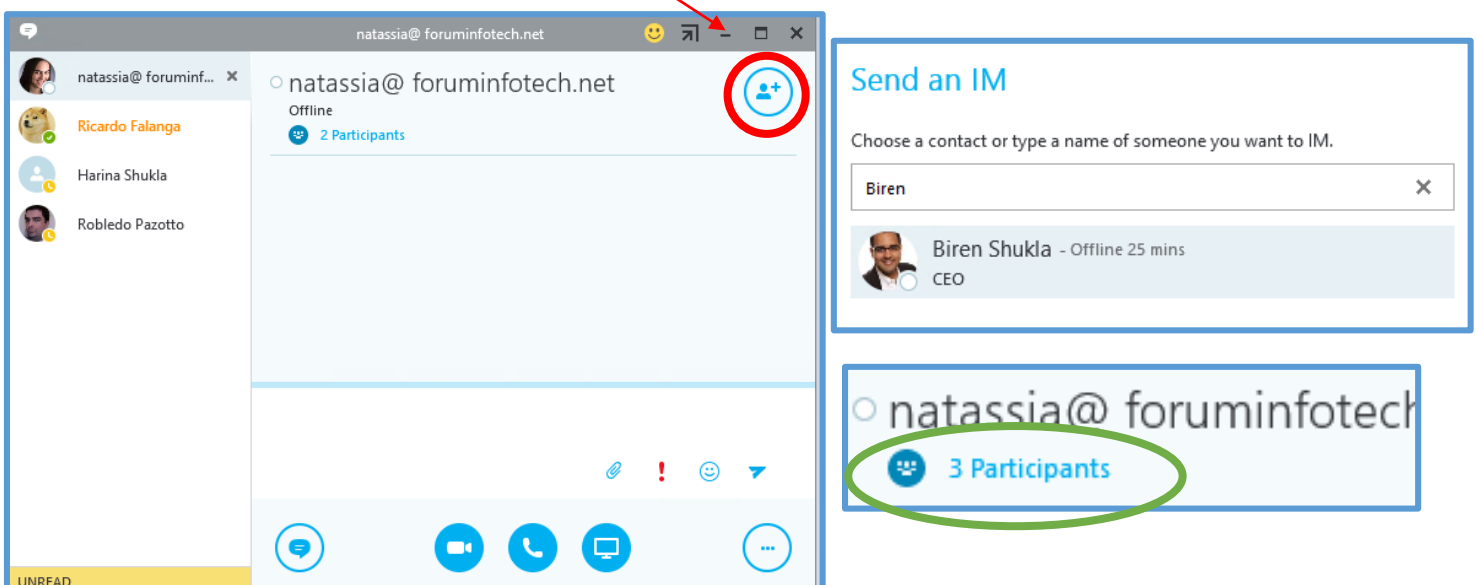 natassia@ foruminfotech.net
natassia@ foruminf...
Ricardo Falanga
Harina Shukla
Robledo Pazotto
UNREAD
natassia@ foruminfotech.net
Offline
2 Participants
Send an IM
Choose a contact or type a name of someone you want to IM.
Biren
Biren Shukla - Offline 25 mins
CEO
natassia@ foruminfotech
3 Participants